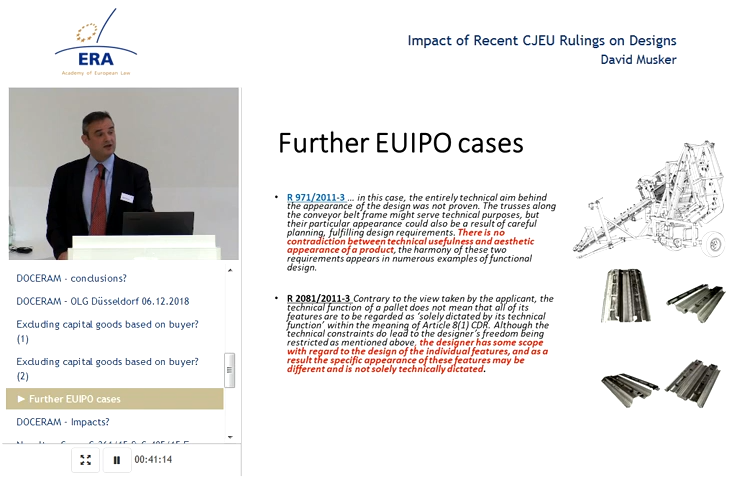 ERA
Academy of European Law
Impact of Recent CJEU Rulings on Designs
David Musker
DOCERAM - conclusions?
DOCERAM - OLG Düsseldorf 06.12.2018
Excluding capital goods based on buyer?
(1)
Excluding capital goods based on buyer?
(2)
► Further EUIPO cases
DOCERAM - Impacts?
00:41:14
Further EUIPO cases
• R 971/2011-3 ... in this case, the entirely technical aim behind
the appearance of the design was not proven. The trusses along
the conveyor belt frame might serve technical purposes, but
their particular appearance could also be a result of careful
planning, fulfilling design requirements. There is no
contradiction between technical usefulness and aesthetic
appearance of a product, the harmony of these two
requirements appears in numerous examples of functional
design.
• R 2081/2011-3 Contrary to the view taken by the applicant, the
technical function of a pallet does not mean that all of its
features are to be regarded as 'solely dictated by its technical
function' within the meaning of Article 8(1) CDR. Although the
technical constraints do lead to the designer's freedom being
restricted as mentioned above, the designer has some scope
with regard to the design of the individual features, and as a
result the specific appearance of these features may be
different and is not solely technically dictated.